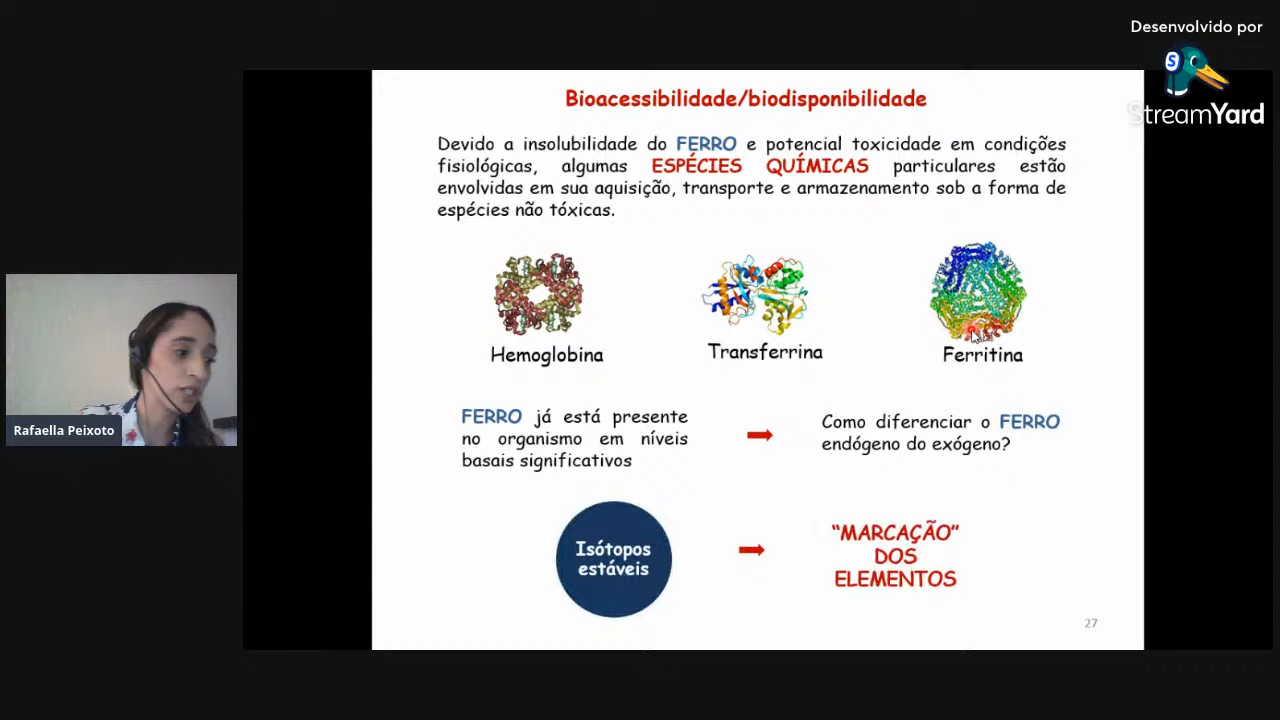 Desenvolvido por
StreamYard
Bioacessibilidade/biodisponibilidade
Devido a insolubilidade do FERRO e potencial toxicidade em condições
fisiológicas, algumas ESPÉCIES QUÍMICAS particulares estão
envolvidas em sua aquisição, transporte e armazenamento sob a forma de
espécies não tóxicas.
Hemoglobina
Transferrina
Ferritina
FERRO já está presente
no organismo em níveis
basais significativos
Como diferenciar o FERRO
endógeno do exógeno?
Isótopos
estáveis
“MARCAÇÃO”
DOS
ELEMENTOS
27
Rafaella Peixoto